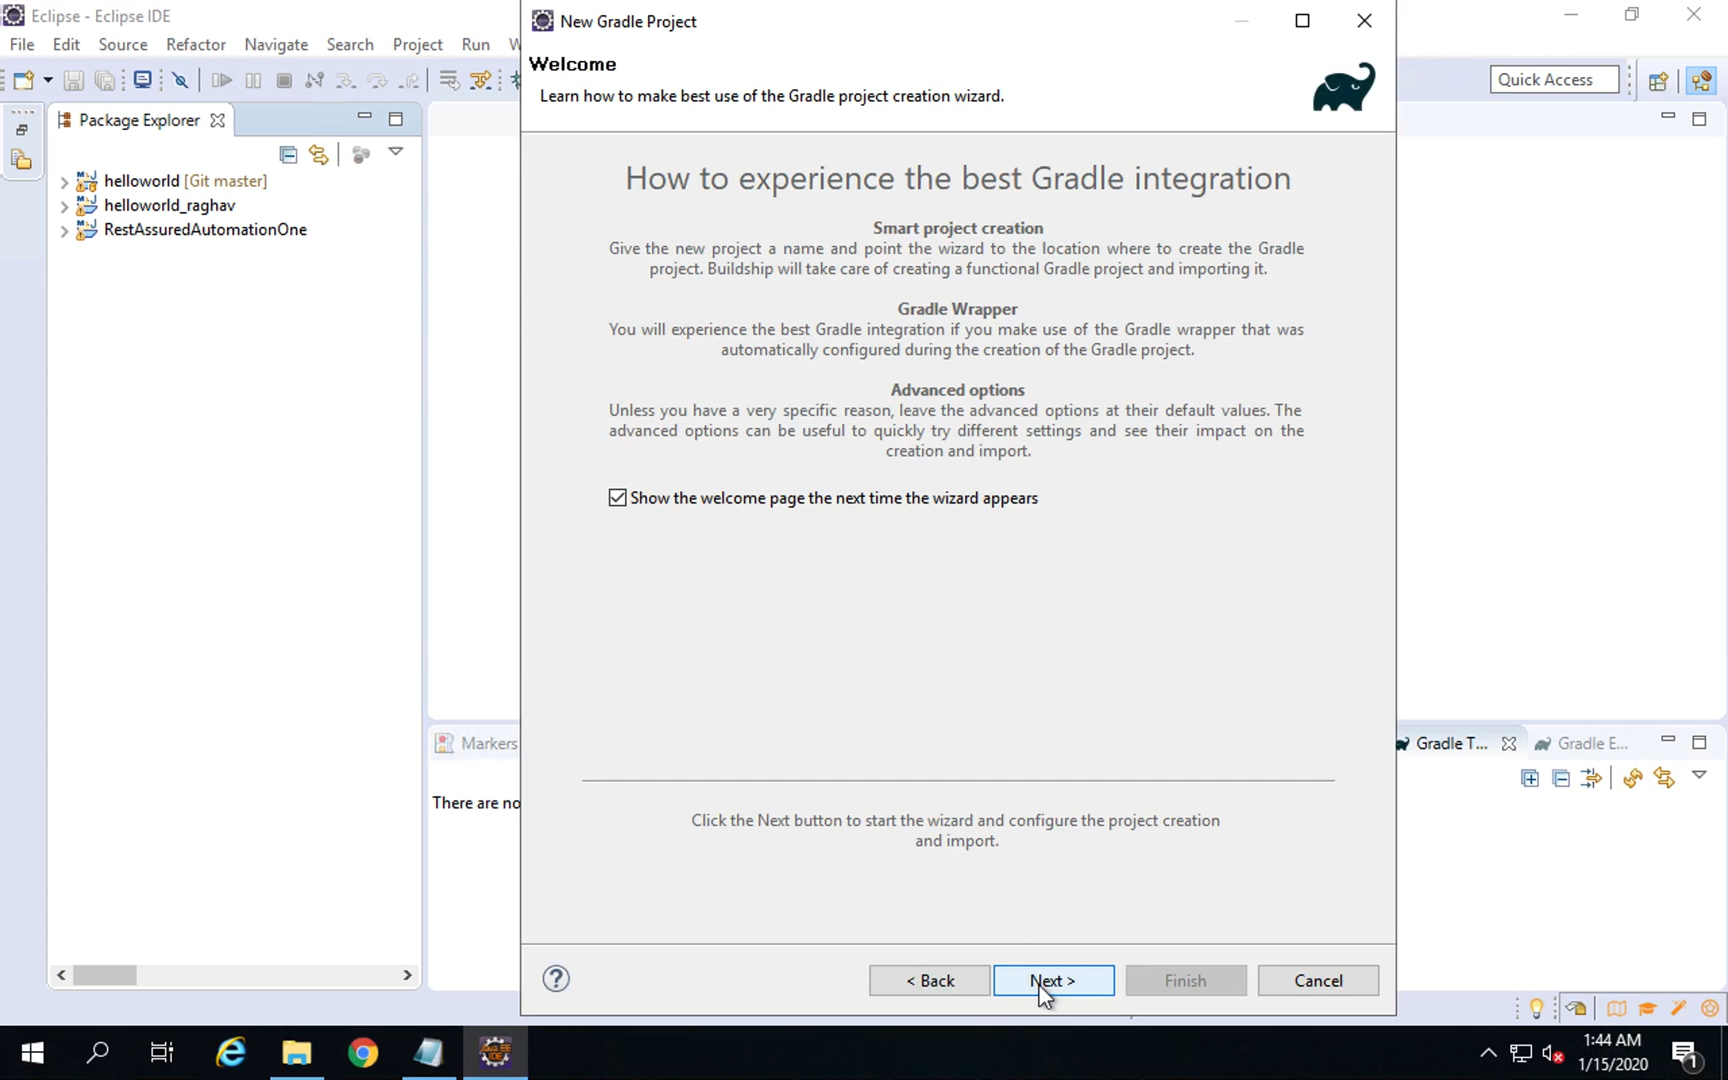 Eclipse - Eclipse IDE
File Edit Source Refactor Navigate Search Project Run
Quick Access
Package Explorer
helloworld [Git master]
helloworld_raghav
RestAssuredAutomationOne
New Gradle Project
Welcome
Learn how to make best use of the Gradle project creation wizard.
How to experience the best Gradle integration
Smart project creation
Give the new project a name and point the wizard to the location where to create the Gradle
project. Buildship will take care of creating a functional Gradle project and importing it.
Gradle Wrapper
You will experience the best Gradle integration if you make use of the Gradle wrapper that was
automatically configured during the creation of the Gradle project.
Advanced options
Unless you have a very specific reason, leave the advanced options at their default values. The
advanced options can be useful to quickly try different settings and see their impact on the
creation and import.
Show the welcome page the next time the wizard appears
Click the Next button to start the wizard and configure the project creation
and import.
< Back Next > Finish Cancel
Markers
There are no
Gradle T... Gradle E...
1:44 AM
1/15/2020
1